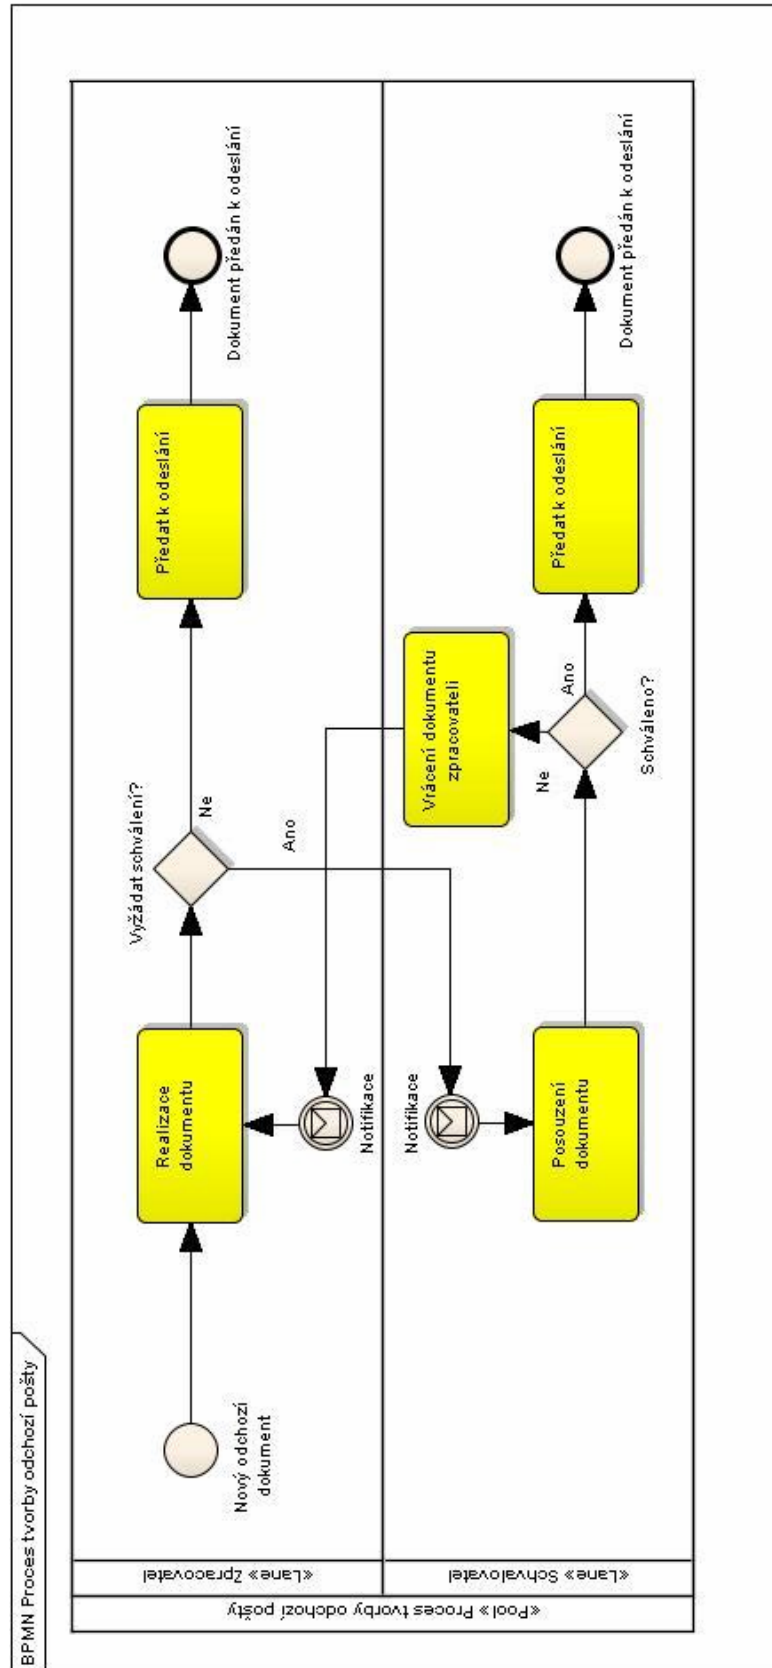 BPMN Proces tvorby odchozí pošty
«Pool» Proces tvorby odchozí pošty
«Lane» Zpracovatel
Nový odchozí
dokument
Realizace
dokumentu
Notifikace
Vyžádat schválení?
Ne
Ano
Předat k odeslání
Dokument předán k odeslání
«Lane» Schvalovatel
Notifikace
Posouzení
dokumentu
Vrácení dokumentu
zpracovateli
Ne
Ano
Schváleno?
Předat k odeslání
Dokument předán k odeslání